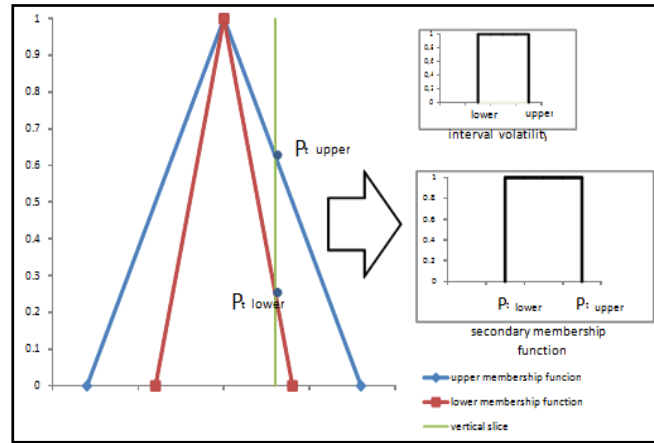 1
0.9
0.8
0.7
0.6
0.5
0.4
0.3
0.2
0.1
0
Pt upper
Pt lower
1
0,8
0,6
0,4
0,2
0
lower upper
interval volatility
1
0.8
0.6
0.4
0.2
0
Pt lower Pt upper
secondary membership
function
upper membership funcion
lower membership function
vertical slice